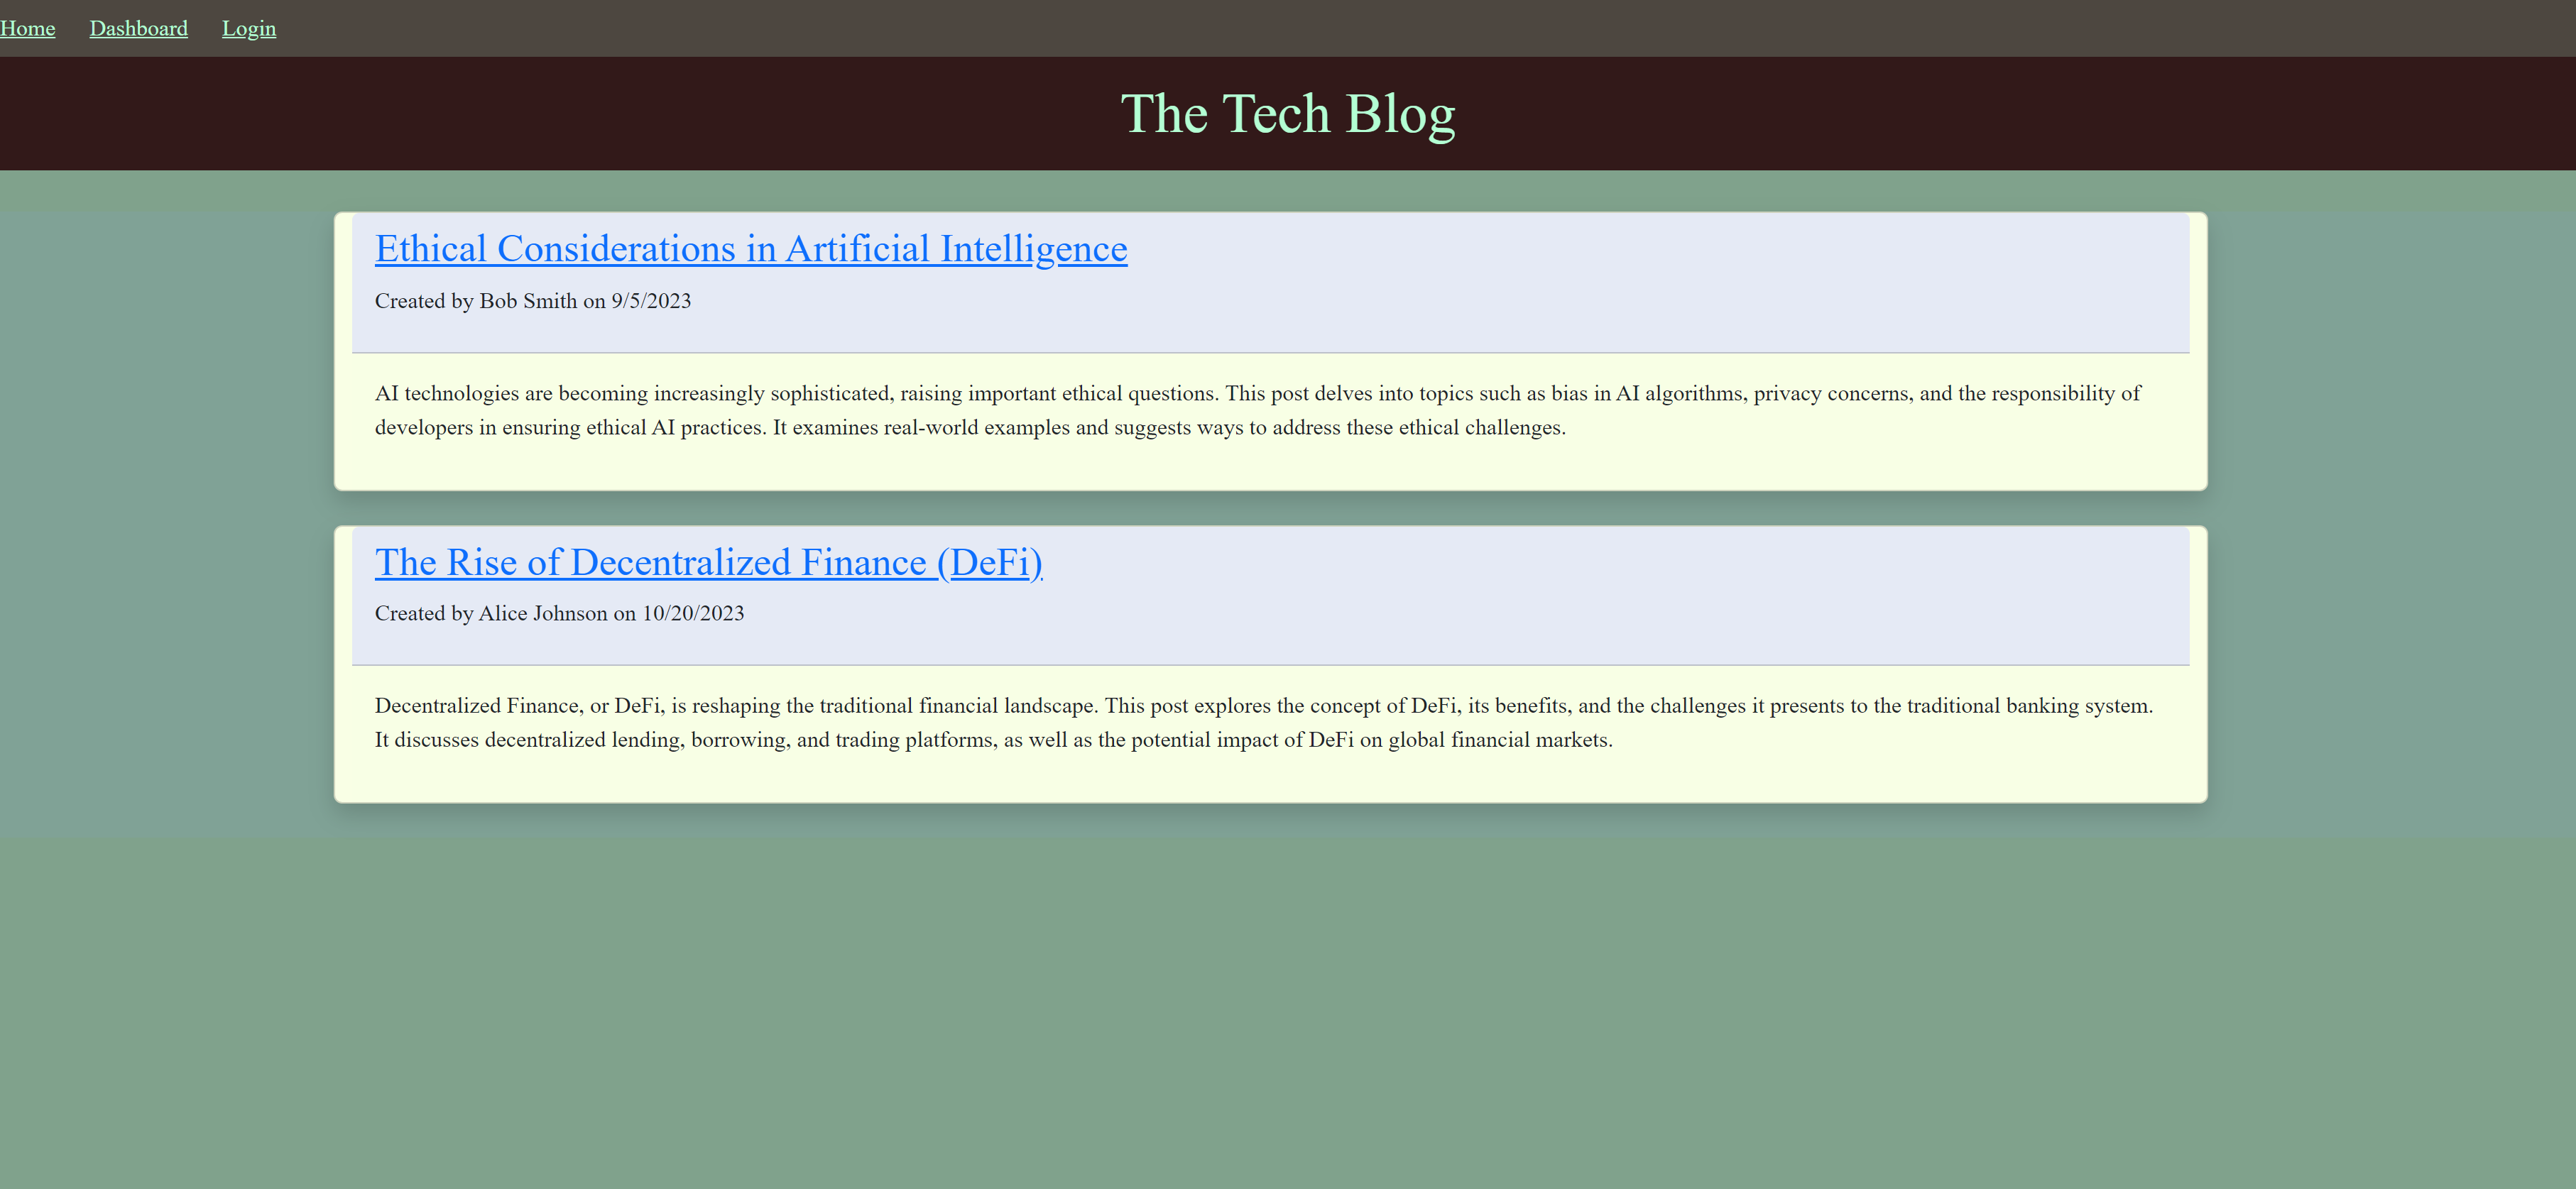 Home Dashboard Login
The Tech Blog
Ethical Considerations in Artificial Intelligence
Created by Bob Smith on 9/5/2023
AI technologies are becoming increasingly sophisticated, raising important ethical questions. This post delves into topics such as bias in AI algorithms, privacy concerns, and the responsibility of
developers in ensuring ethical AI practices. It examines real-world examples and suggests ways to address these ethical challenges.
The Rise of Decentralized Finance (DeFi)
Created by Alice Johnson on 10/20/2023
Decentralized Finance, or DeFi, is reshaping the traditional financial landscape. This post explores the concept of DeFi, its benefits, and the challenges it presents to the traditional banking system.
It discusses decentralized lending, borrowing, and trading platforms, as well as the potential impact of DeFi on global financial markets.